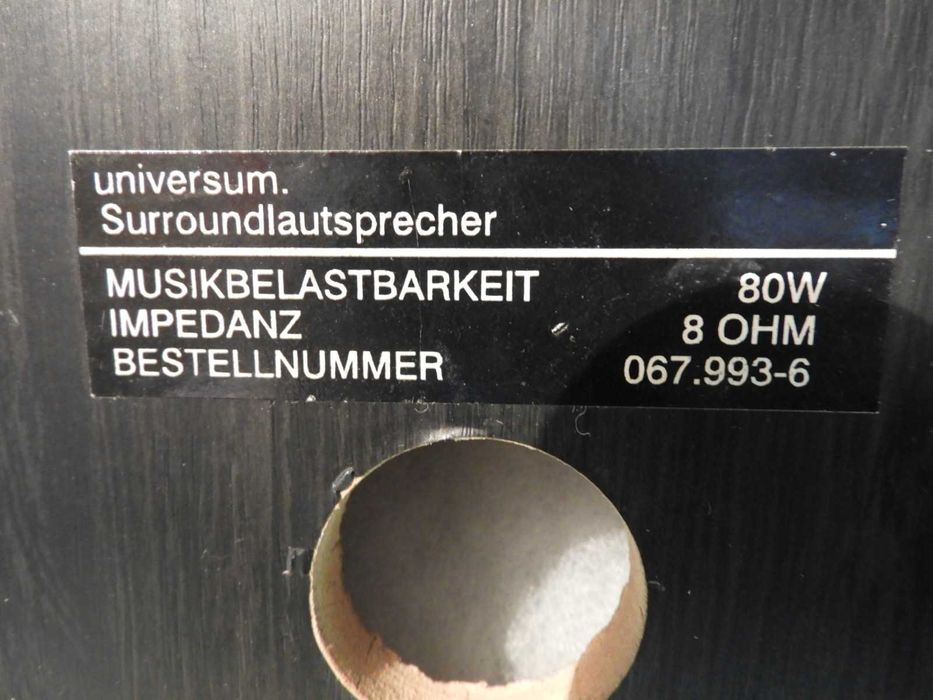 universum.
Surroundlautsprecher
MUSIKBELASTBARKEIT 80W
IMPEDANZ 8 OHM
BESTELLNUMMER 067.993-6